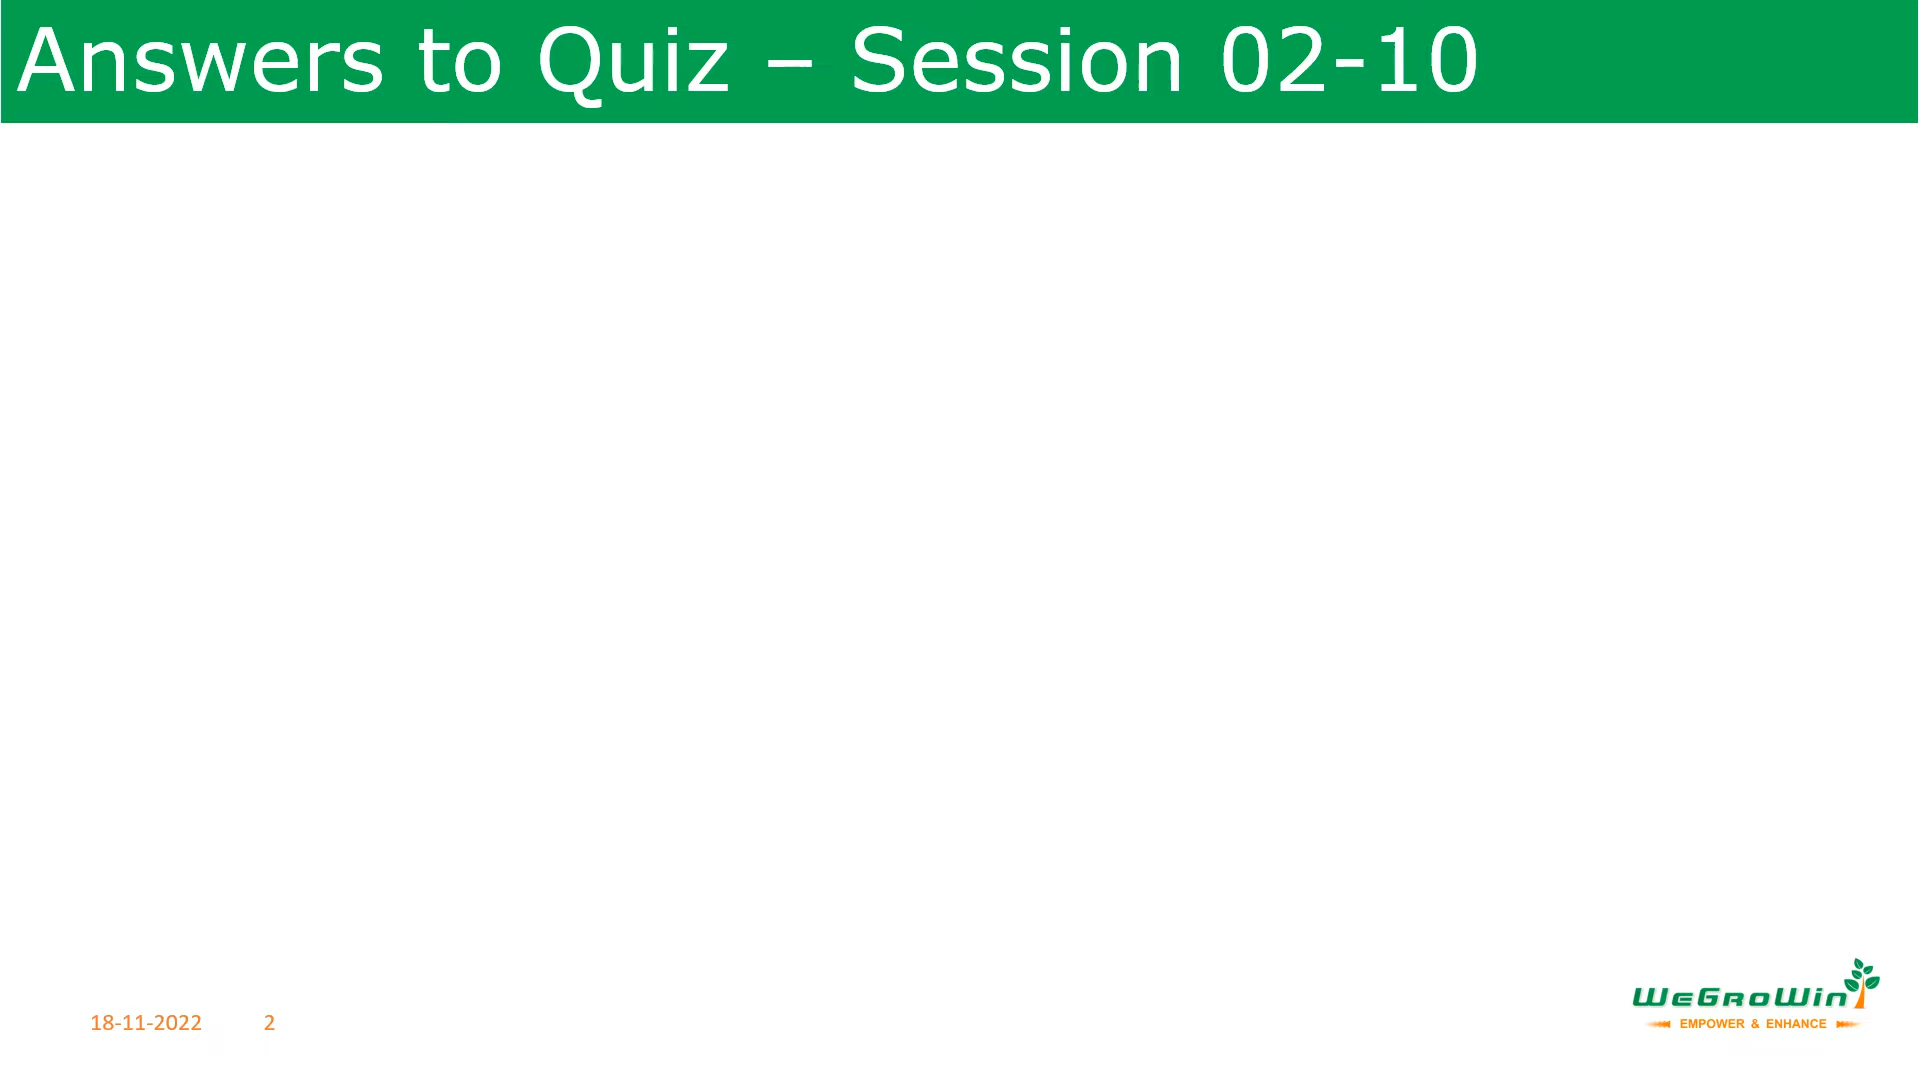 Answers to Quiz – Session 02-10
WeGroWin
EMPOWER & ENHANCE
18-11-2022 2